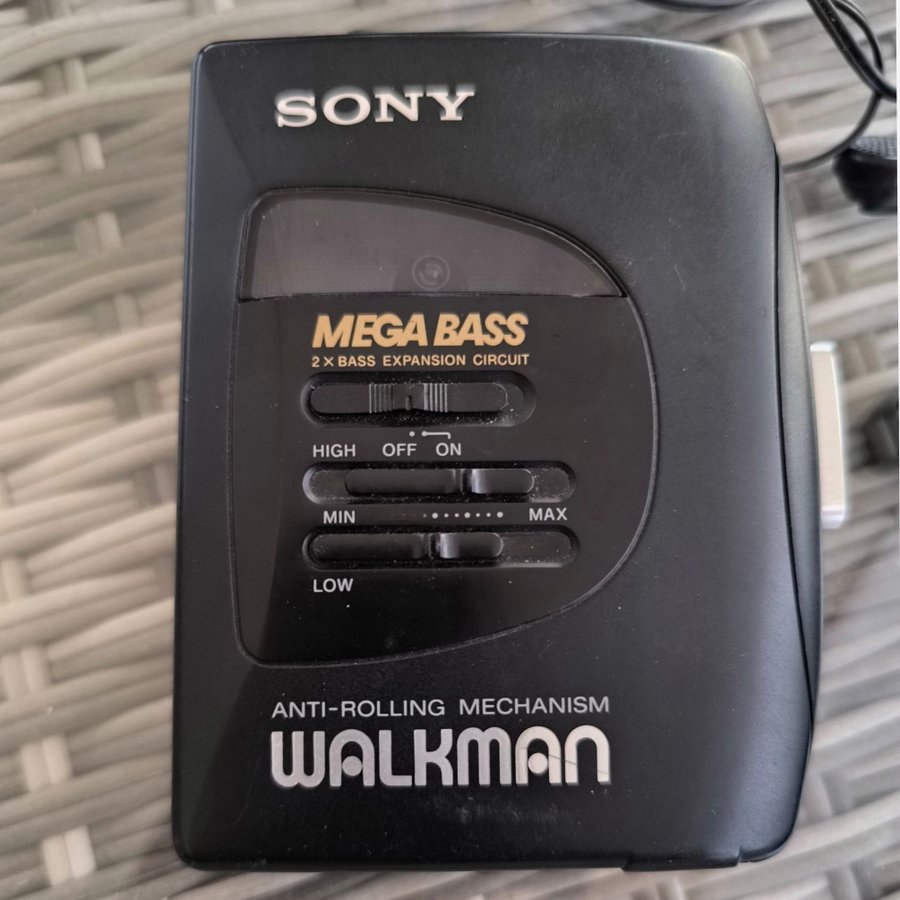 SONY
MEGA BASS
2 × BASS EXPANSION CIRCUIT
HIGH OFF ON
MIN MAX
LOW
ANTI-ROLLING MECHANISM
WALKMAN